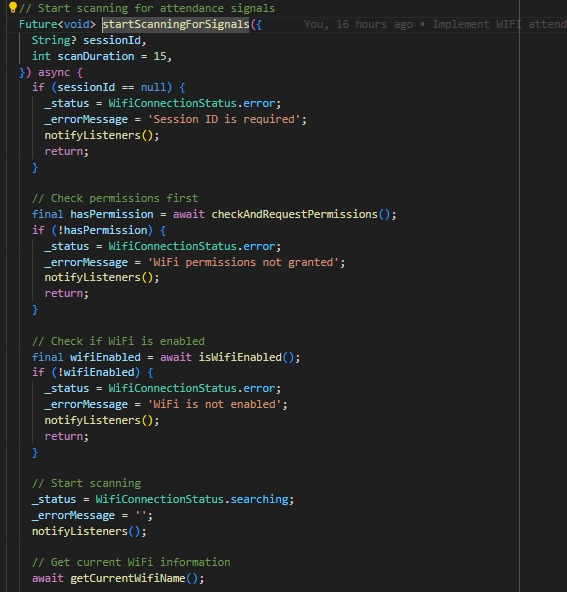 // Start scanning for attendance signals
Future<void> startScanningForSignals({ You, 16 hours ago • Implement WIFI attend
String? sessionId,
int scanDuration = 15,
}) async {
if (sessionId == null) {
_status = WifiConnectionStatus.error;
_errorMessage = 'Session ID is required';
notifyListeners();
return;
}
// Check permissions first
final hasPermission = await checkAndRequestPermissions();
if (!hasPermission) {
_status = WifiConnectionStatus.error;
_errorMessage = 'WiFi permissions not granted';
notifyListeners();
return;
}
// Check if WiFi is enabled
final wifiEnabled = await isWifiEnabled();
if (!wifiEnabled) {
_status = WifiConnectionStatus.error;
_errorMessage = 'WiFi is not enabled';
notifyListeners();
return;
}
// Start scanning
_status = WifiConnectionStatus.searching;
_errorMessage = '';
notifyListeners();
// Get current WiFi information
await getCurrentWifiName();